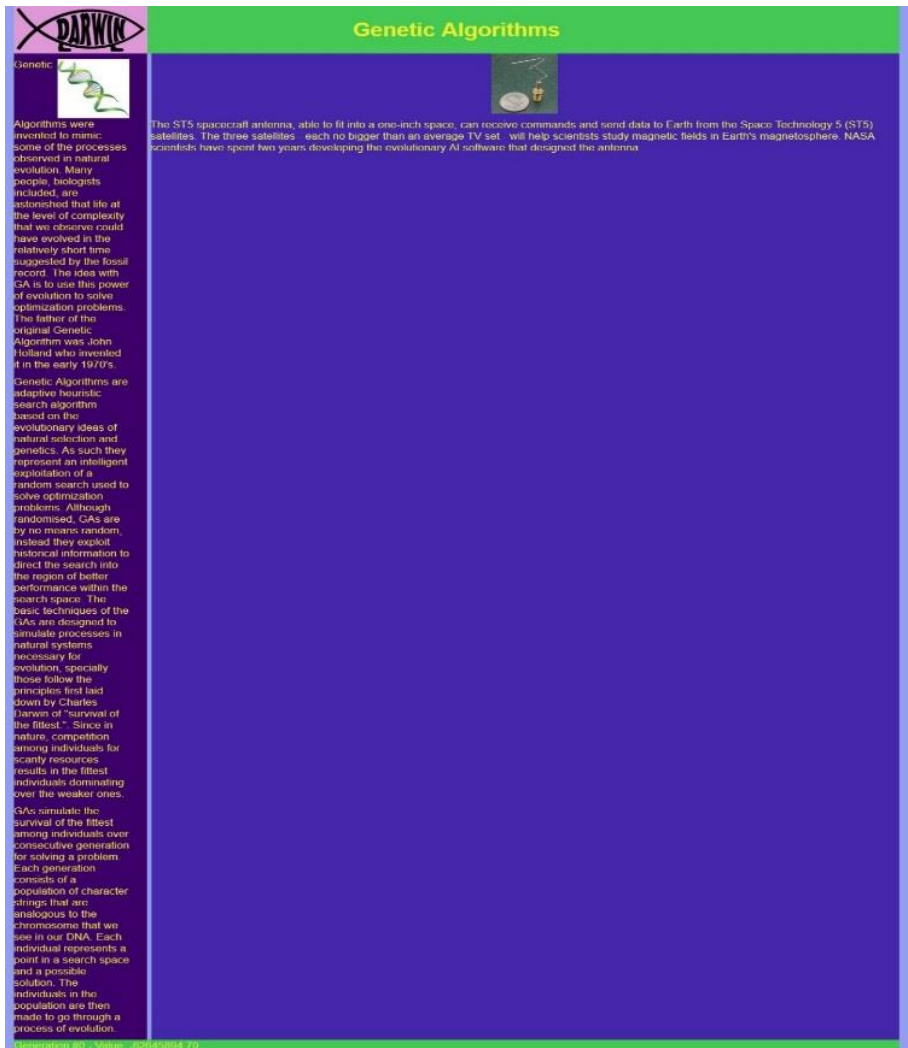 DARWIN
Genetic Algorithms
Genetic
Algorithms were
invented to mimic
some of the processes
observed in natural
evolution. Many
people, biologists
included, are
astonished that life at
the level of complexity
that we observe could
have evolved in the
relatively short time
suggested by the fossil
record. The idea with
GA is to use this power
of evolution to solve
optimization problems.
The father of the
original Genetic
Algorithm was John
Holland who invented
it in the early 1970's.
Genetic Algorithms are
adaptive heuristic
search algorithm
based on the
evolutionary ideas of
natural selection and
genetics. As such they
represent an intelligent
exploitation of a
random search used to
solve optimization
problems. Although
randomised, GAs are
by no means random,
instead they exploit
historical information to
direct the search into
the region of better
performance within the
search space. The
basic techniques of the
GAs are designed to
simulate processes in
natural systems
necessary for
evolution, specially
those follow the
principles first laid
down by Charles
Darwin of "survival of
the fittest.". Since in
nature, competition
among individuals for
scanty resources
results in the fittest
individuals dominating
over the weaker ones.
GAs simulate the
survival of the fittest
among individuals over
consecutive generation
for solving a problem.
Each generation
consists of a
population of character
strings that are
analogous to the
chromosome that we
see in our DNA. Each
individual represents a
point in a search space
and a possible
solution. The
individuals in the
population are then
made to go through a
process of evolution.
The ST5 spacecraft antenna, able to fit into a one-inch space, can receive commands and send data to Earth from the Space Technology 5 (ST5)
satellites. The three satellites each no bigger than an average TV set will help scientists study magnetic fields in Earth's magnetosphere. NASA
scientists have spent two years developing the evolutionary AI software that designed the antenna
Generation #0 - Value: -82645894.70